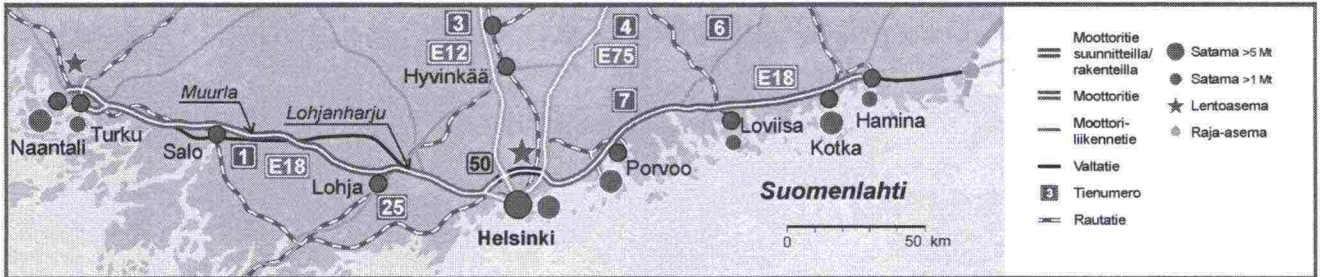 3
4
6
E12
E75
Hyvinkää
E18
Muurla
Lohjanharju
7
Naantali
Turku
Salo
1
E18
Lohja
25
50
Loviisa
Hamina
Kotka
Porvoo
Suomenlahti
Helsinki
0 50 km
Moottoritie
suunnitteilla/
rakenteilla
Moottoritie
Moottori-
liikennetie
Valtatie
3 Tienumero
Rautatie
Satama >5 Mt
Satama >1 Mt
Lentoasema
Raja-asema